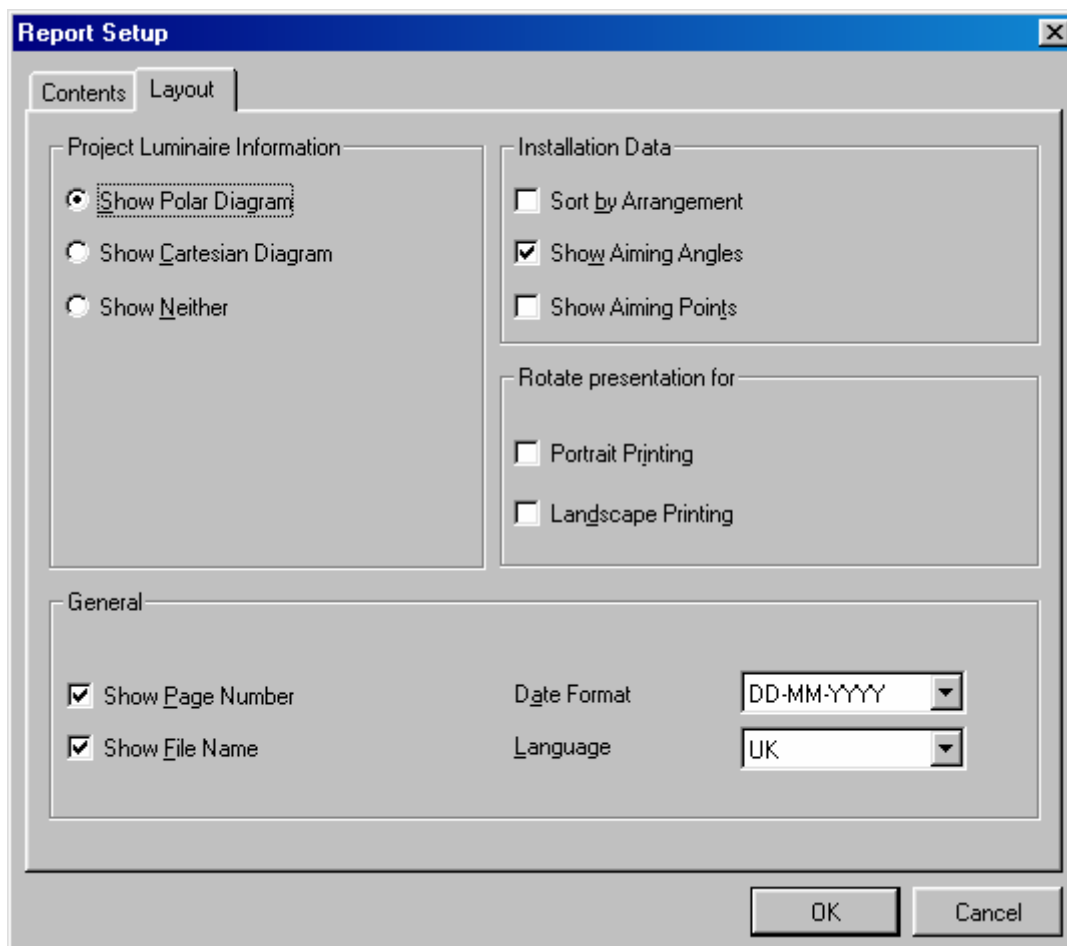 Report Setup
Contents
Layout
Project Luminaire Information
Show Polar Diagram
Show Cartesian Diagram
Show Neither
Installation Data
Sort by Arrangement
Show Aiming Angles
Show Aiming Points
Rotate presentation for
Portrait Printing
Landscape Printing
General
Show Page Number
Show File Name
Date Format
DD-MM-YYYY
Language
UK
OK
Cancel